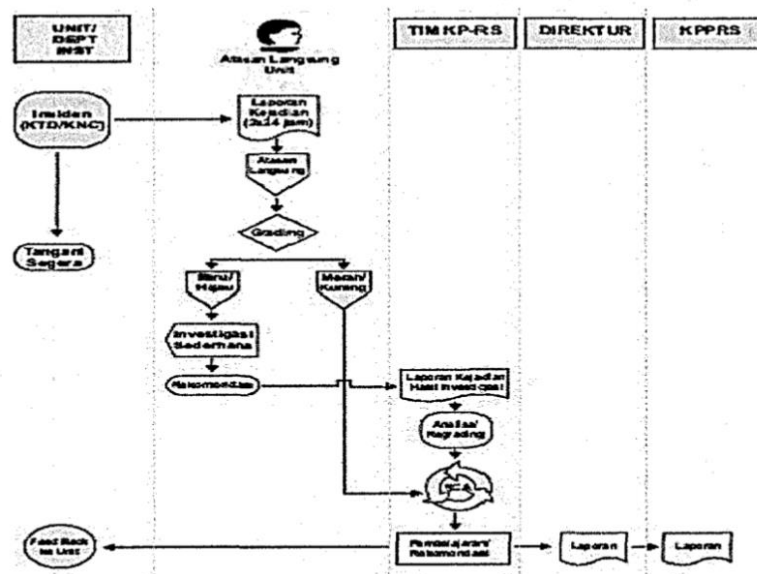 UNIT/
DEPT
INST
Atasan Langsung
Unit
TIM KP-RS
DIREKTUR
KPPRS
Insiden
(KTD/KNC)
Laporan
Kejadian
(2x24 jam)
Atasan
Langsung
Grading
Tangani
Segera
Biru/
Hijau
Merah/
Kuning
Investigasi
Sederhana
Rekomendasi
Laporan Kejadian
Hasil Investigasi
Analisa/
Regrading
RCA
Feed Back
ke Unit
Pembelajaran/
Rekomendasi
Laporan
Laporan